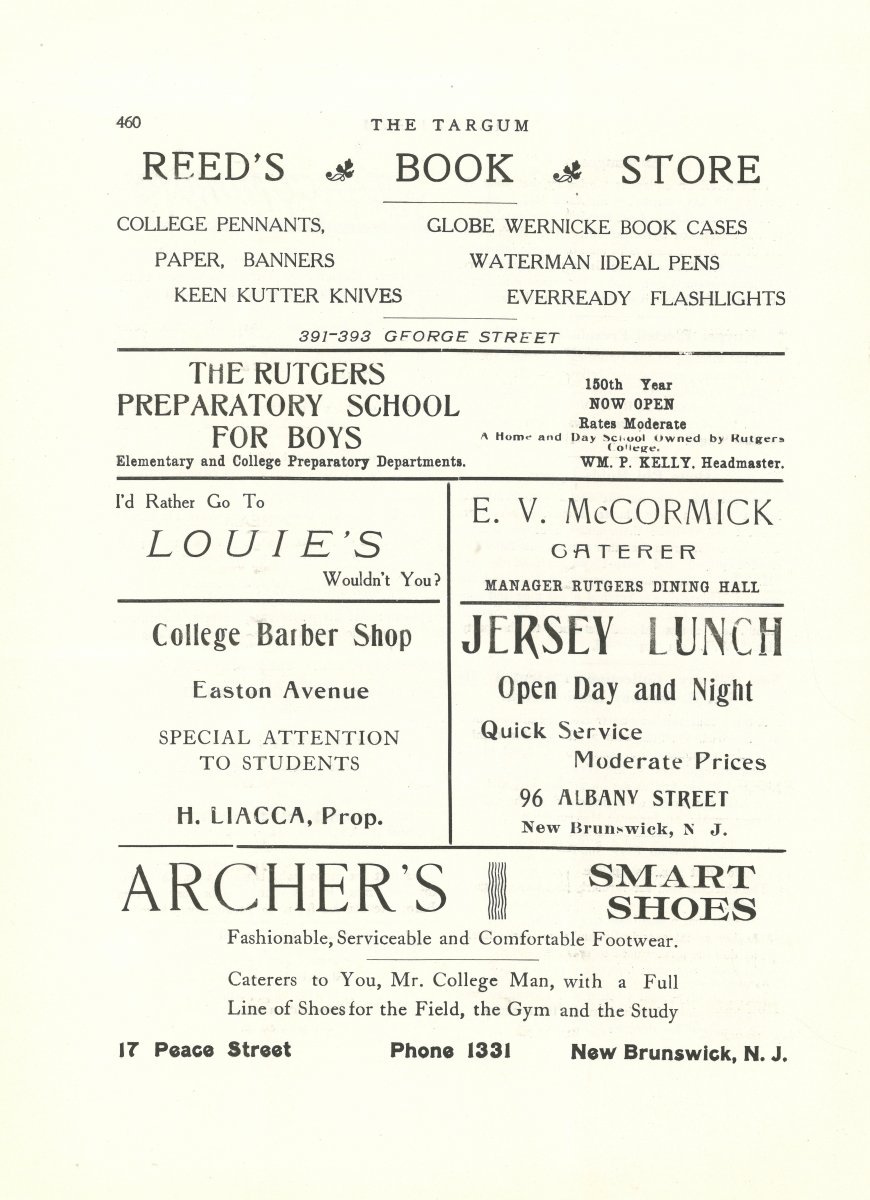 460
THE TARGUM
REED'S BOOK STORE
COLLEGE PENNANTS,
PAPER, BANNERS
KEEN KUTTER KNIVES
GLOBE WERNICKE BOOK CASES
WATERMAN IDEAL PENS
EVERREADY FLASHLIGHTS
391-393 GEORGE STREET
THE RUTGERS
PREPARATORY SCHOOL
FOR BOYS
Elementary and College Preparatory Departments.
150th Year
NOW OPEN
Rates Moderate
A Home and Day School Owned by Rutgers
College.
WM. P. KELLY, Headmaster.
I'd Rather Go To
LOUIE'S
Wouldn't You?
College Barber Shop
Easton Avenue
SPECIAL ATTENTION
TO STUDENTS
H. LIACCA, Prop.
E. V. McCORMICK
CATERER
MANAGER RUTGERS DINING HALL
JERSEY LUNCH
Open Day and Night
Quick Service
Moderate Prices
96 ALBANY STREET
New Brunswick, N J.
ARCHER'S
SMART
SHOES
Fashionable, Serviceable and Comfortable Footwear.
Caterers to You, Mr. College Man, with a Full
Line of Shoes for the Field, the Gym and the Study
17 Peace Street Phone 1331 New Brunswick, N. J.